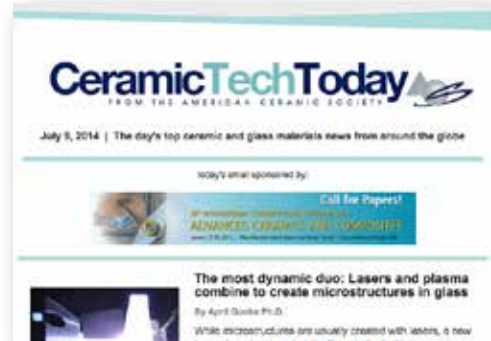 CeramicTechToday
FROM THE AMERICAN CERAMIC SOCIETY
July 9, 2014 | The day's top ceramic and glass materials news from around the globe
today's email sponsored by:
Call for Papers!
ADVANCED CERAMICS AND COMPOSITES
The most dynamic duo: Lasers and plasma
combine to create microstructures in glass
By April Gocha Ph.D.
While microstructures are usually created with lasers, a new